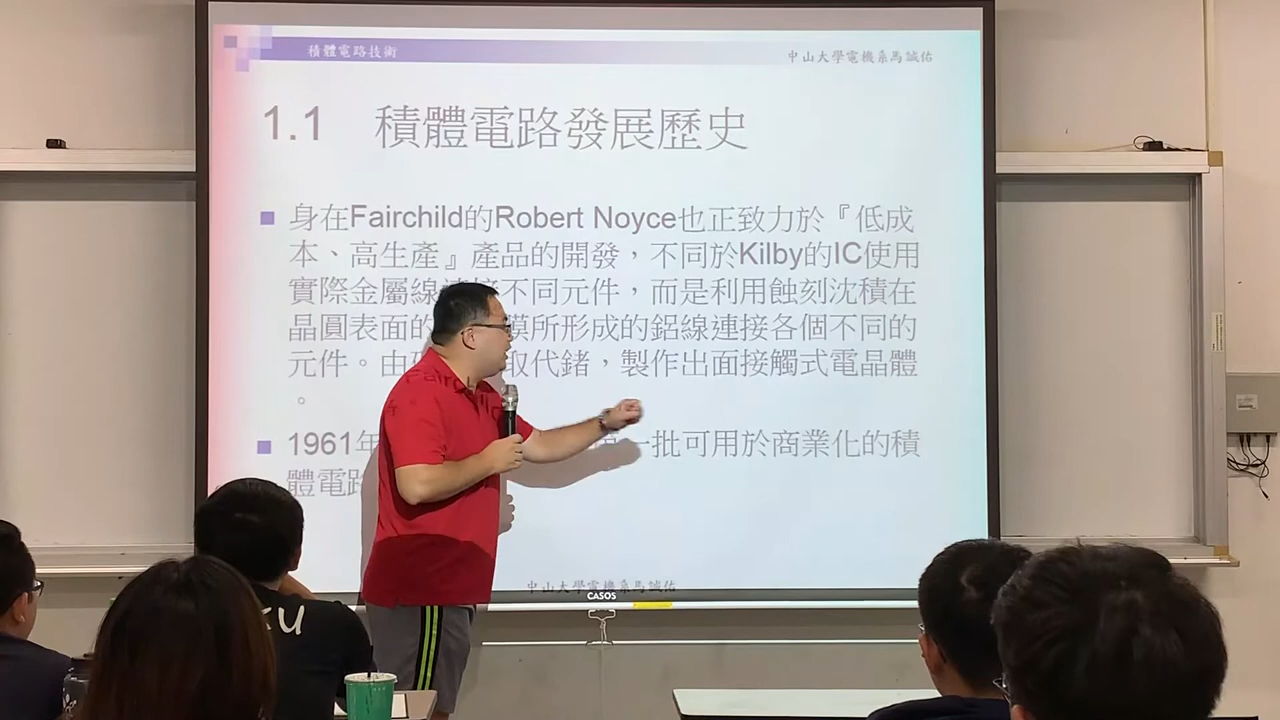 積體電路技術
中山大學電機系馬誠佑
1.1 積體電路發展歷史
身在Fairchild的Robert Noyce也正致力於『低成
本、高生產』產品的開發，不同於Kilby的IC使用
實際金屬線連接不同元件，而是利用蝕刻沈積在
晶圓表面的 膜所形成的鋁線連接各個不同的
元件。由 取代鍺，製作出面接觸式電晶體
。
1961年 一批可用於商業化的積
體電路
中山大學電機系馬誠佑
CASOS